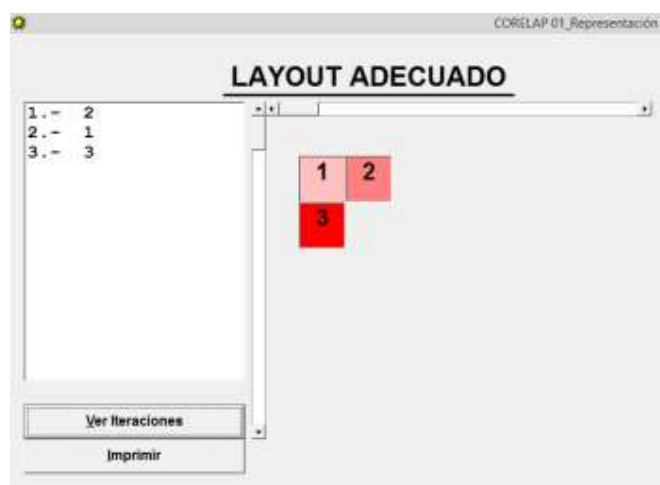 CORELAP 01_Representación
LAYOUT ADECUADO
1.- 2
2.- 1
3.- 3
1 2
3
Ver Iteraciones
Imprimir